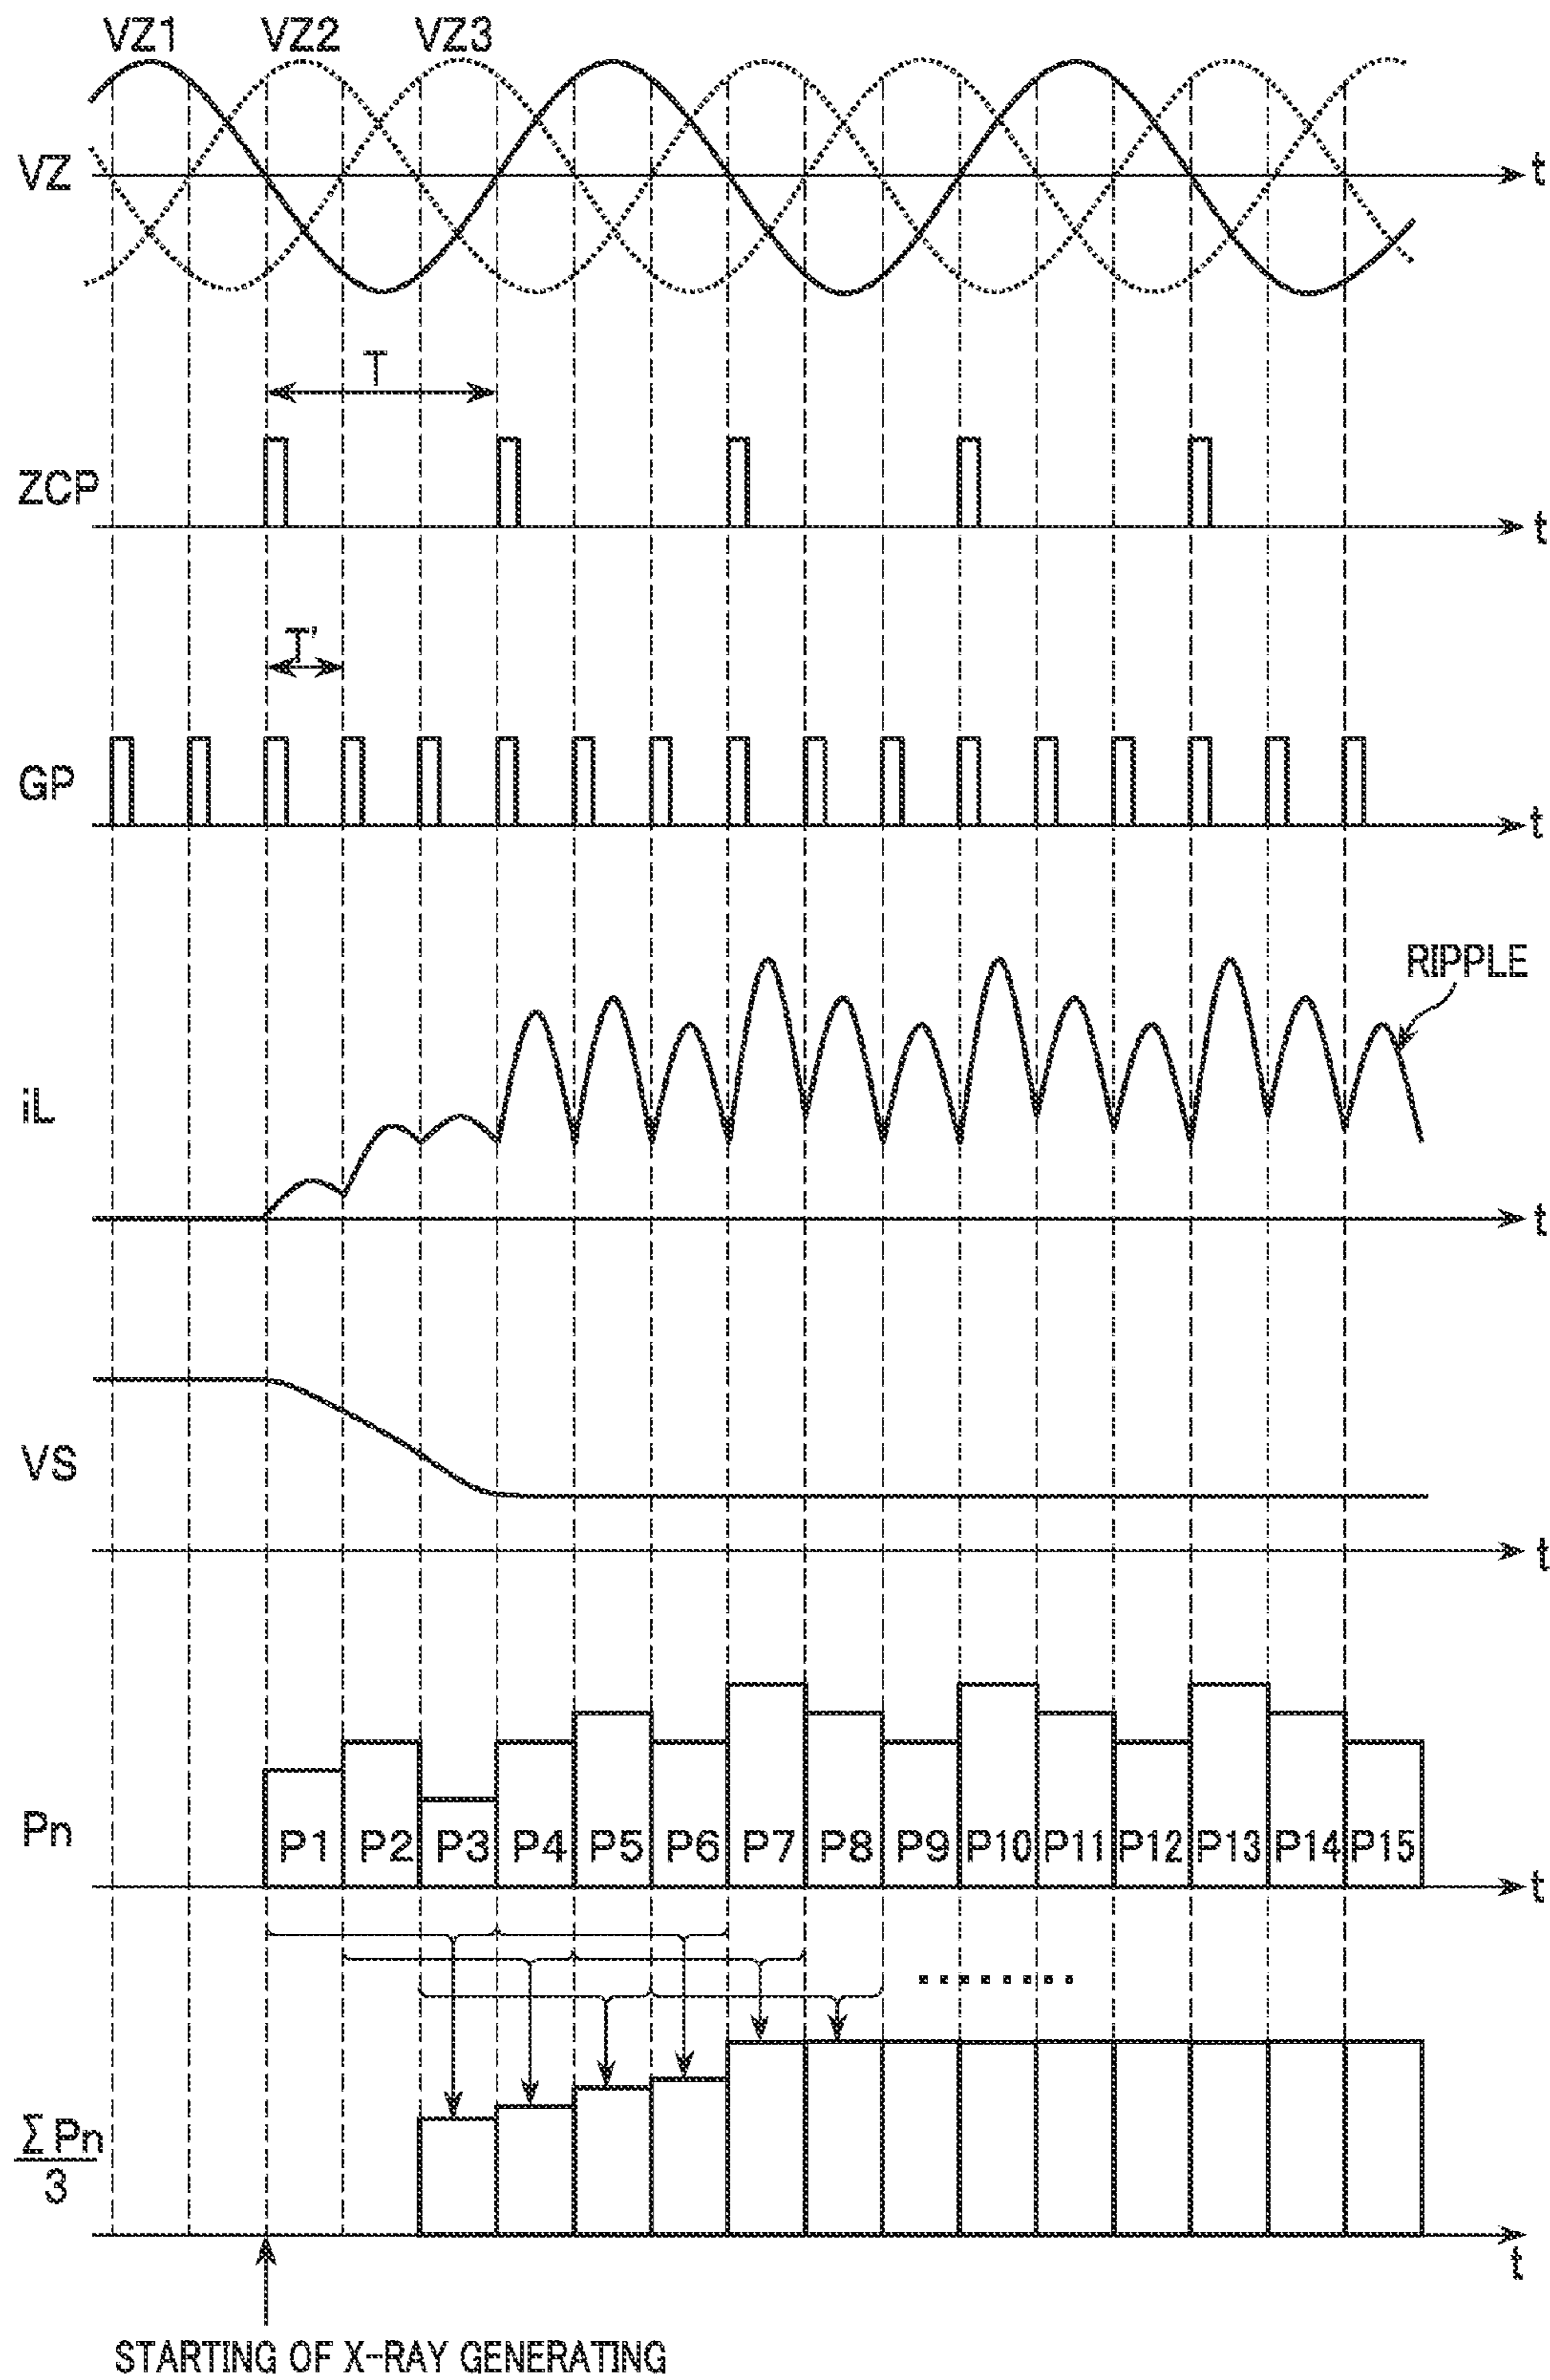 VZ1 VZ2 VZ3
VZ
t
T
ZCP
t
T'
GP
t
RIPPLE
iL
t
VS
t
Pn
P1 P2 P3 P4 P5 P6 P7 P8 P9 P10 P11 P12 P13 P14 P15
t
........
Σ Pn
3
t
STARTING OF X-RAY GENERATING